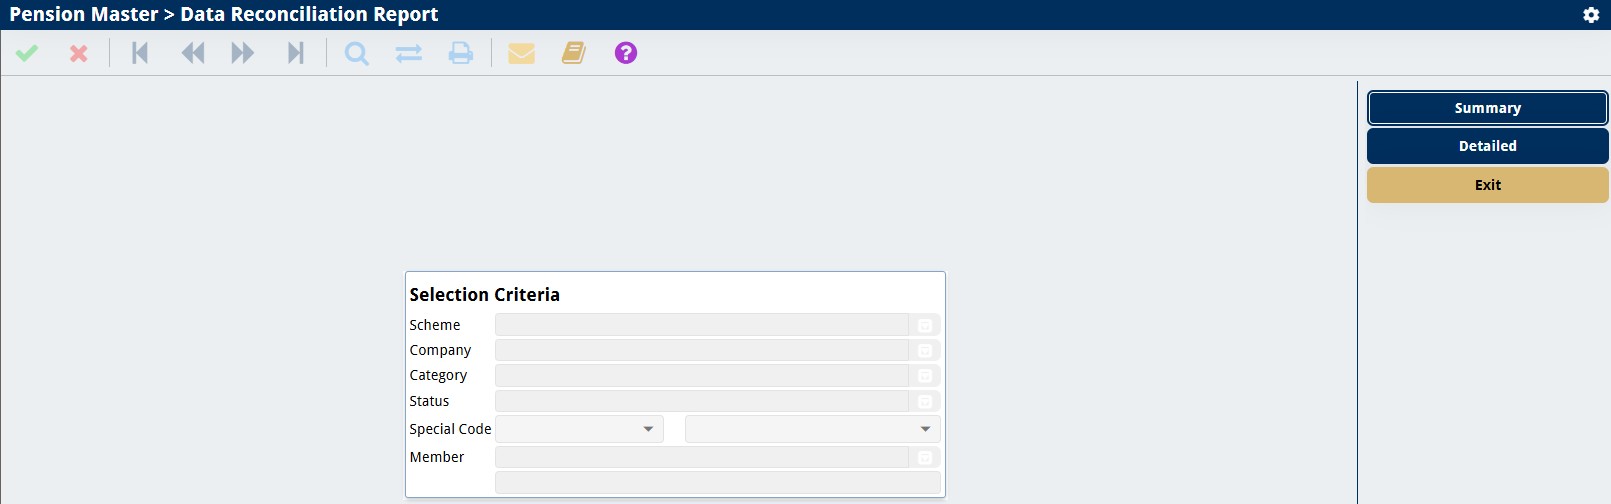 Pension Master > Data Reconciliation Report
?
Summary
Detailed
Exit
Selection Criteria
Scheme
Company
Category
Status
Special Code
Member